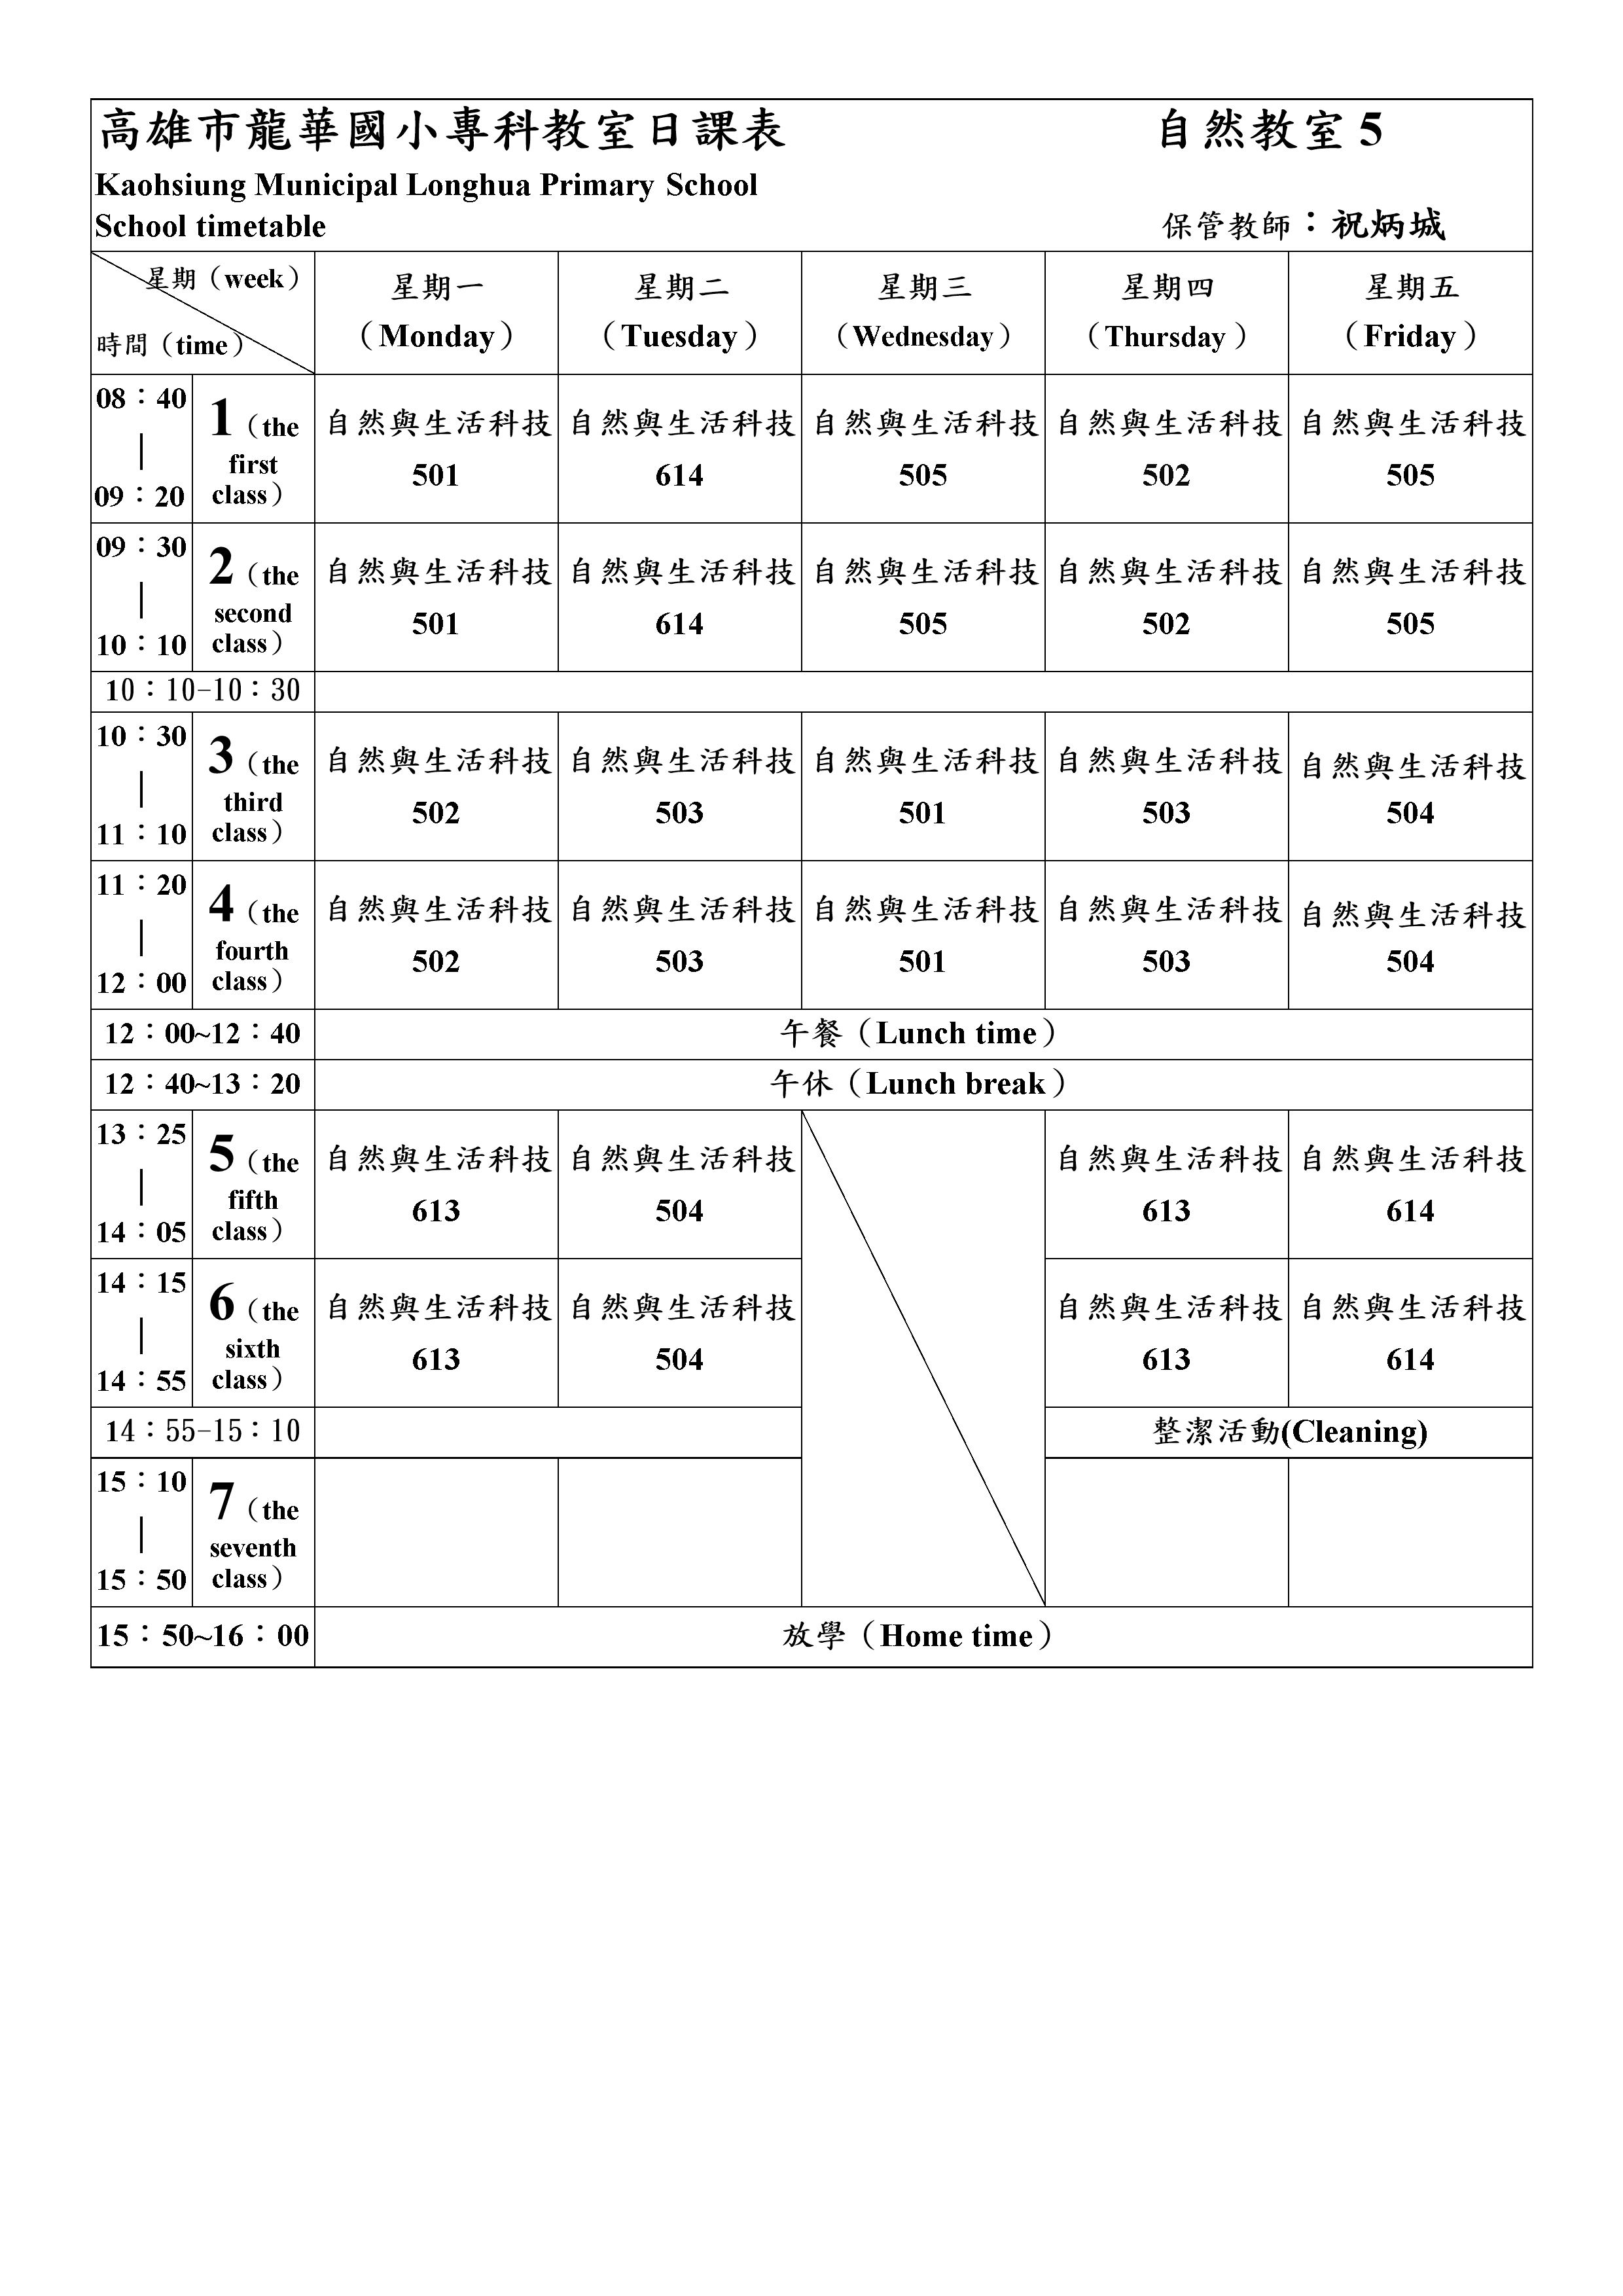 高雄市龍華國小專科教室日課表 自然教室 5
Kaohsiung Municipal Longhua Primary School
School timetable 保管教師：祝炳城
星期（week）
時間（time）
星期一 星期二 星期三 星期四 星期五
（Monday） （Tuesday） （Wednesday） （Thursday） （Friday）
08：40 | 09：20 1（the first class） 自然與生活科技 自然與生活科技 自然與生活科技 自然與生活科技 自然與生活科技
501 614 505 502 505
09：30 | 10：10 2（the second class） 自然與生活科技 自然與生活科技 自然與生活科技 自然與生活科技 自然與生活科技
501 614 505 502 505
10：10-10：30
10：30 | 11：10 3（the third class） 自然與生活科技 自然與生活科技 自然與生活科技 自然與生活科技 自然與生活科技
502 503 501 503 504
11：20 | 12：00 4（the fourth class） 自然與生活科技 自然與生活科技 自然與生活科技 自然與生活科技 自然與生活科技
502 503 501 503 504
12：00~12：40 午餐（Lunch time）
12：40~13：20 午休（Lunch break）
13：25 | 14：05 5（the fifth class） 自然與生活科技 自然與生活科技 自然與生活科技 自然與生活科技
613 504 613 614
14：15 | 14：55 6（the sixth class） 自然與生活科技 自然與生活科技 自然與生活科技 自然與生活科技
613 504 613 614
14：55-15：10 整潔活動(Cleaning)
15：10 | 15：50 7（the seventh class）
15：50~16：00 放學（Home time）